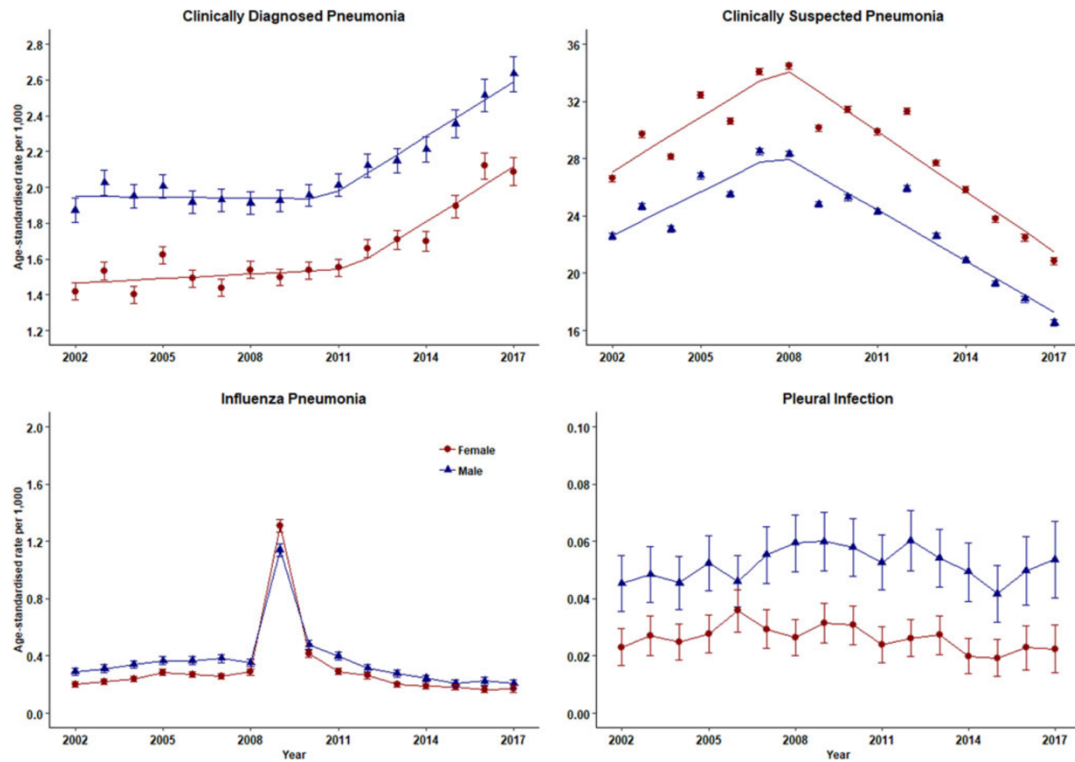 Clinically Diagnosed Pneumonia
Age-standardised rate per 1,000
2.8
2.6
2.4
2.2
2.0
1.8
1.6
1.4
1.2
2002 2005 2008 2011 2014 2017
Clinically Suspected Pneumonia
36
32
28
24
20
16
2002 2005 2008 2011 2014 2017
Influenza Pneumonia
Age-standardised rate per 1,000
2.0
1.6
1.2
0.8
0.4
0.0
Female
Male
2002 2005 2008 2011 2014 2017
Year
Pleural Infection
0.10
0.08
0.06
0.04
0.02
0.00
2002 2005 2008 2011 2014 2017
Year